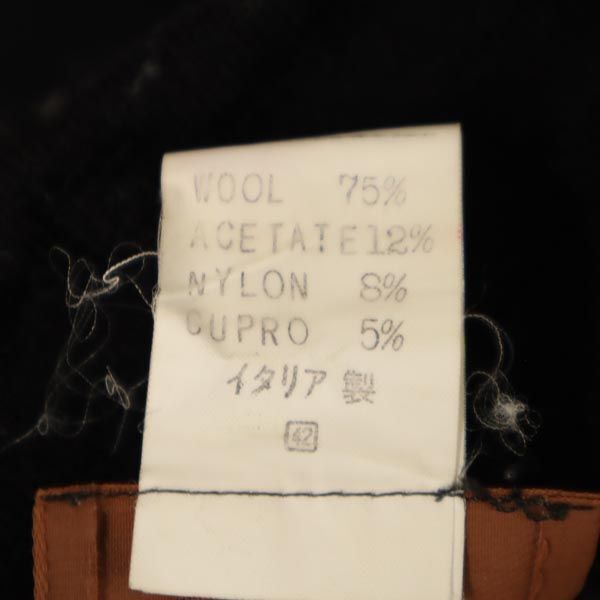 WOOL 75%
ACETATE 12%
NYLON 8%
CUPRO 5%
イタリア製
42